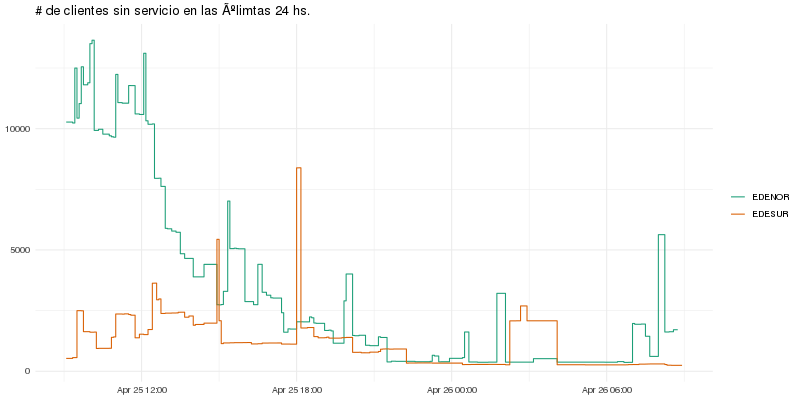 # de clientes sin servicio en las Ãºlimtas 24 hs.
10000
5000
0
Apr 25 12:00
Apr 25 18:00
Apr 26 00:00
Apr 26 06:00
EDENOR
EDESUR